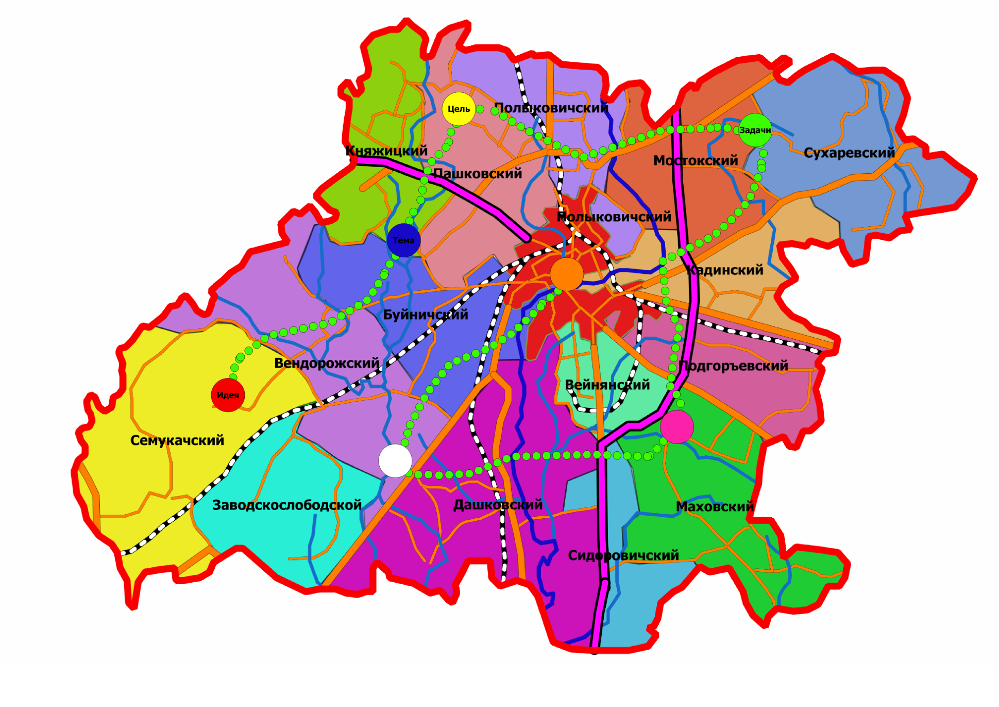 Цель
Полыковичский
Задачи
Княжицкий
Сухаревский
Мостокский
Пашковский
Полыковичский
Тема
Кадинский
Буйничский
Вендорожский
Подгоръевский
Вейнянский
Идея
Семукачский
Заводскослободской
Дашковский
Маховский
Сидоровичский